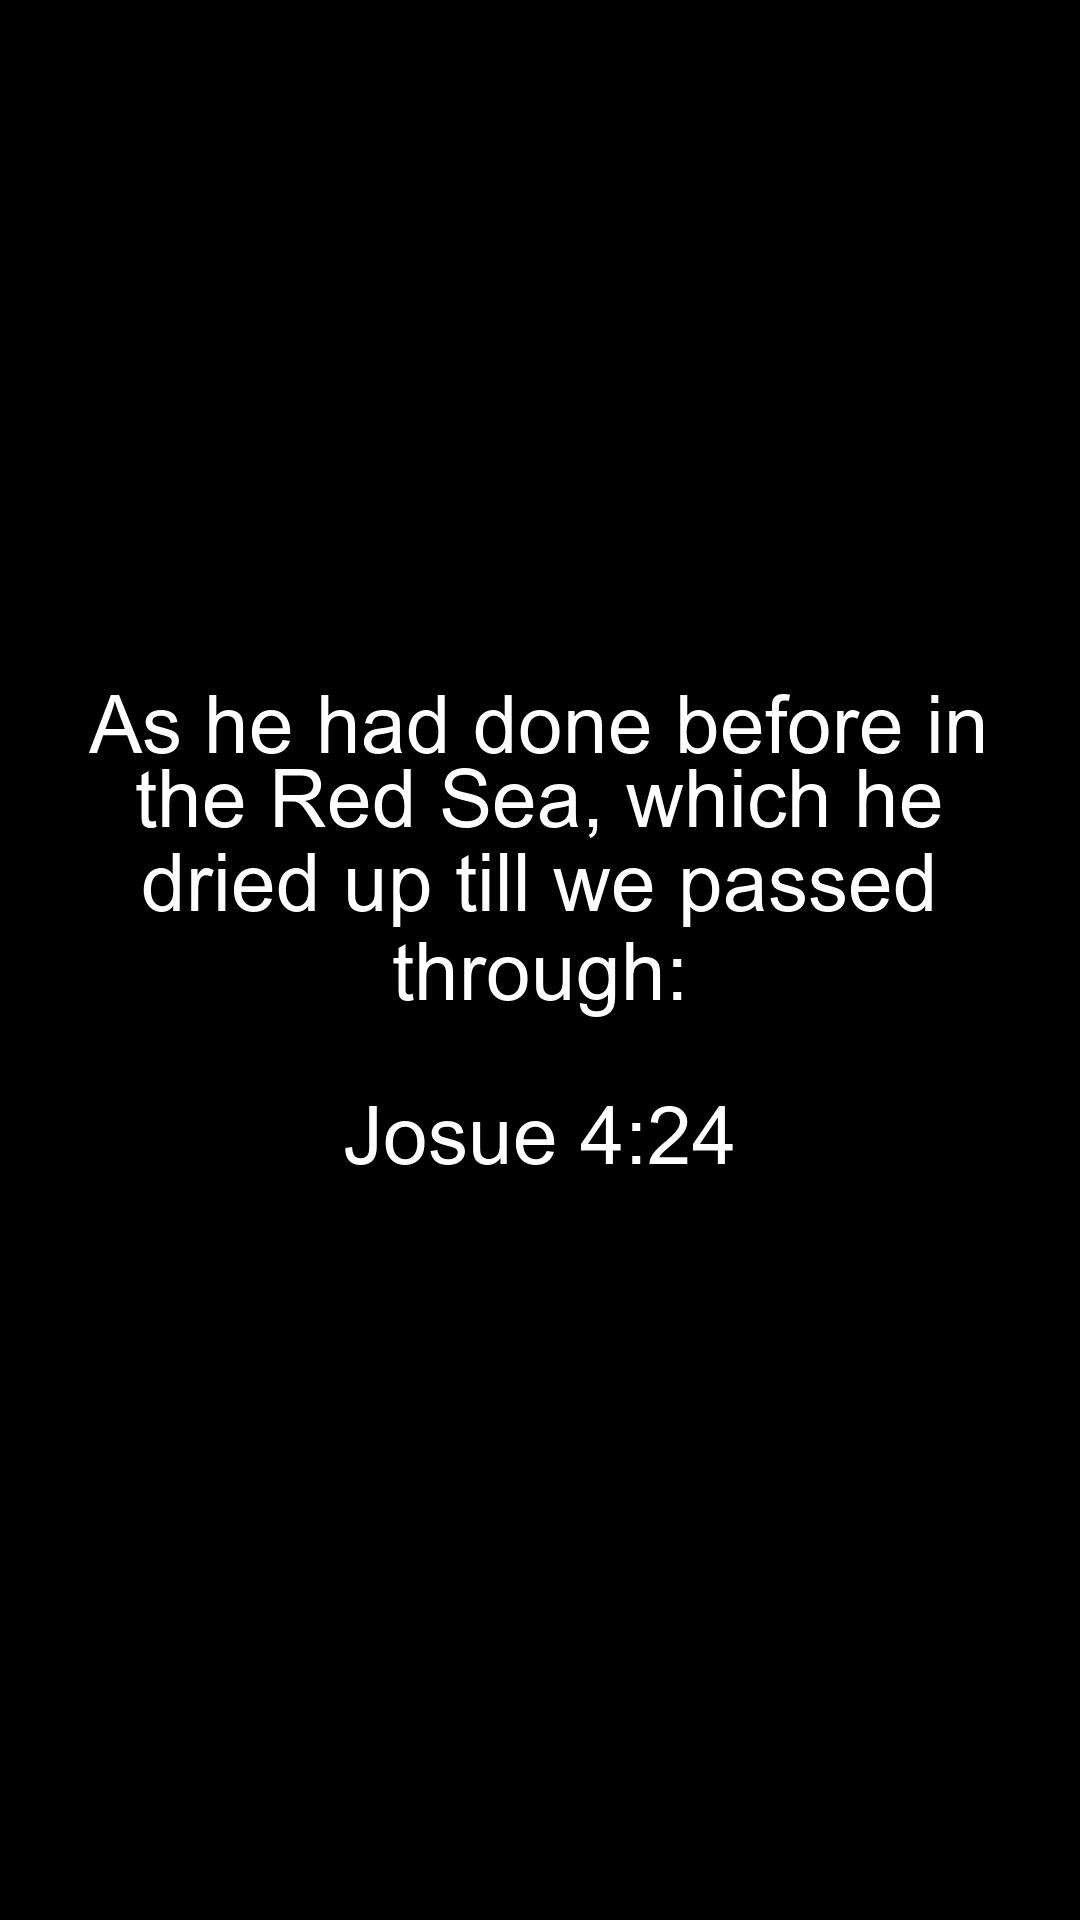 As he had done before in
the Red Sea, which he
dried up till we passed
through:
Josue 4:24